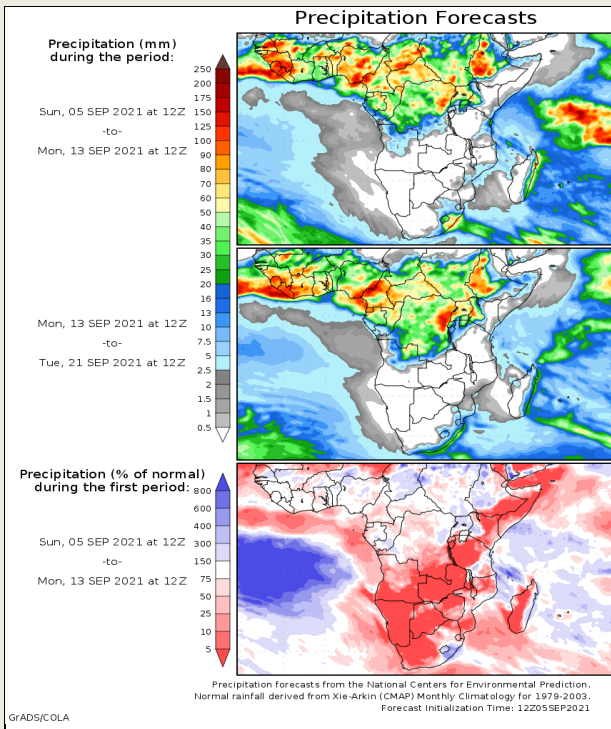 Precipitation Forecasts
Precipitation (mm)
during the period:
Sun, 05 SEP 2021 at 12Z
-to-
Mon, 13 SEP 2021 at 12Z
250
200
175
150
125
100
90
80
70
60
50
40
35
30
25
20
16
13
10
7.5
5
2.5
2
1.5
1
0.5
Mon, 13 SEP 2021 at 12Z
-to-
Tue, 21 SEP 2021 at 12Z
Precipitation (% of normal)
during the first period:
Sun, 05 SEP 2021 at 12Z
-to-
Mon, 13 SEP 2021 at 12Z
800
600
400
300
150
75
50
25
10
5
Precipitation forecasts from the National Centers for Environmental Prediction.
Normal rainfall derived from Xie-Arkin (CMAP) Monthly Climatology for 1979-2003.
Forecast Initialization Time: 12Z05SEP2021
GrADS/COLA